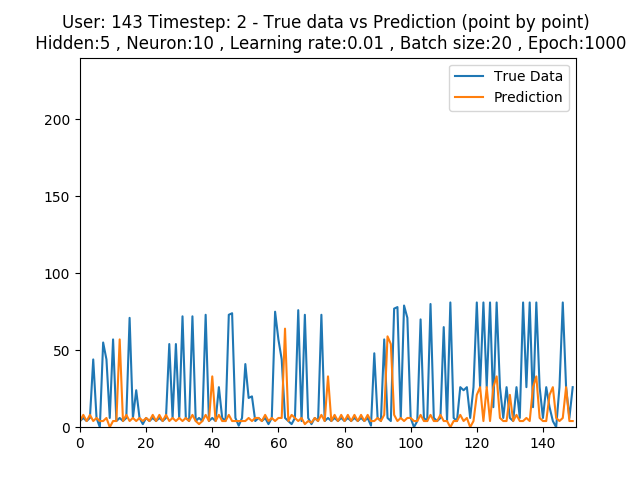 User: 143 Timestep: 2 - True data vs Prediction (point by point)
Hidden:5 , Neuron:10 , Learning rate:0.01 , Batch size:20 , Epoch:1000
True Data
Prediction
200
150
100
50
0
0 20 40 60 80 100 120 140